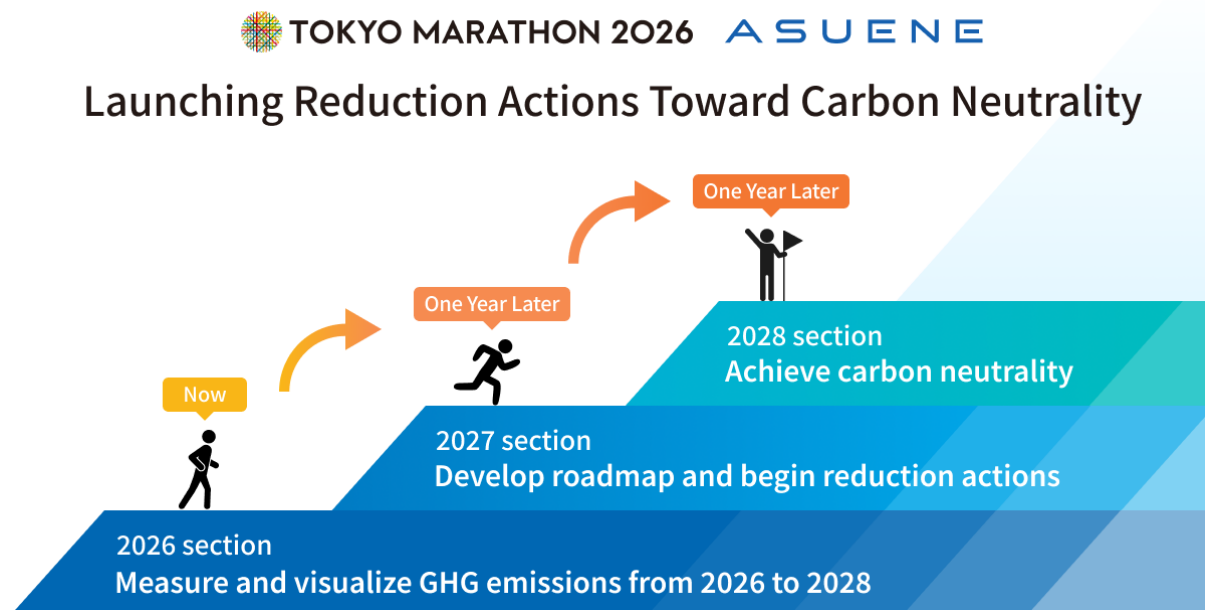 TOKYO MARATHON 2026 ASUENE
Launching Reduction Actions Toward Carbon Neutrality
One Year Later
One Year Later
Now
2028 section
Achieve carbon neutrality
2027 section
Develop roadmap and begin reduction actions
2026 section
Measure and visualize GHG emissions from 2026 to 2028